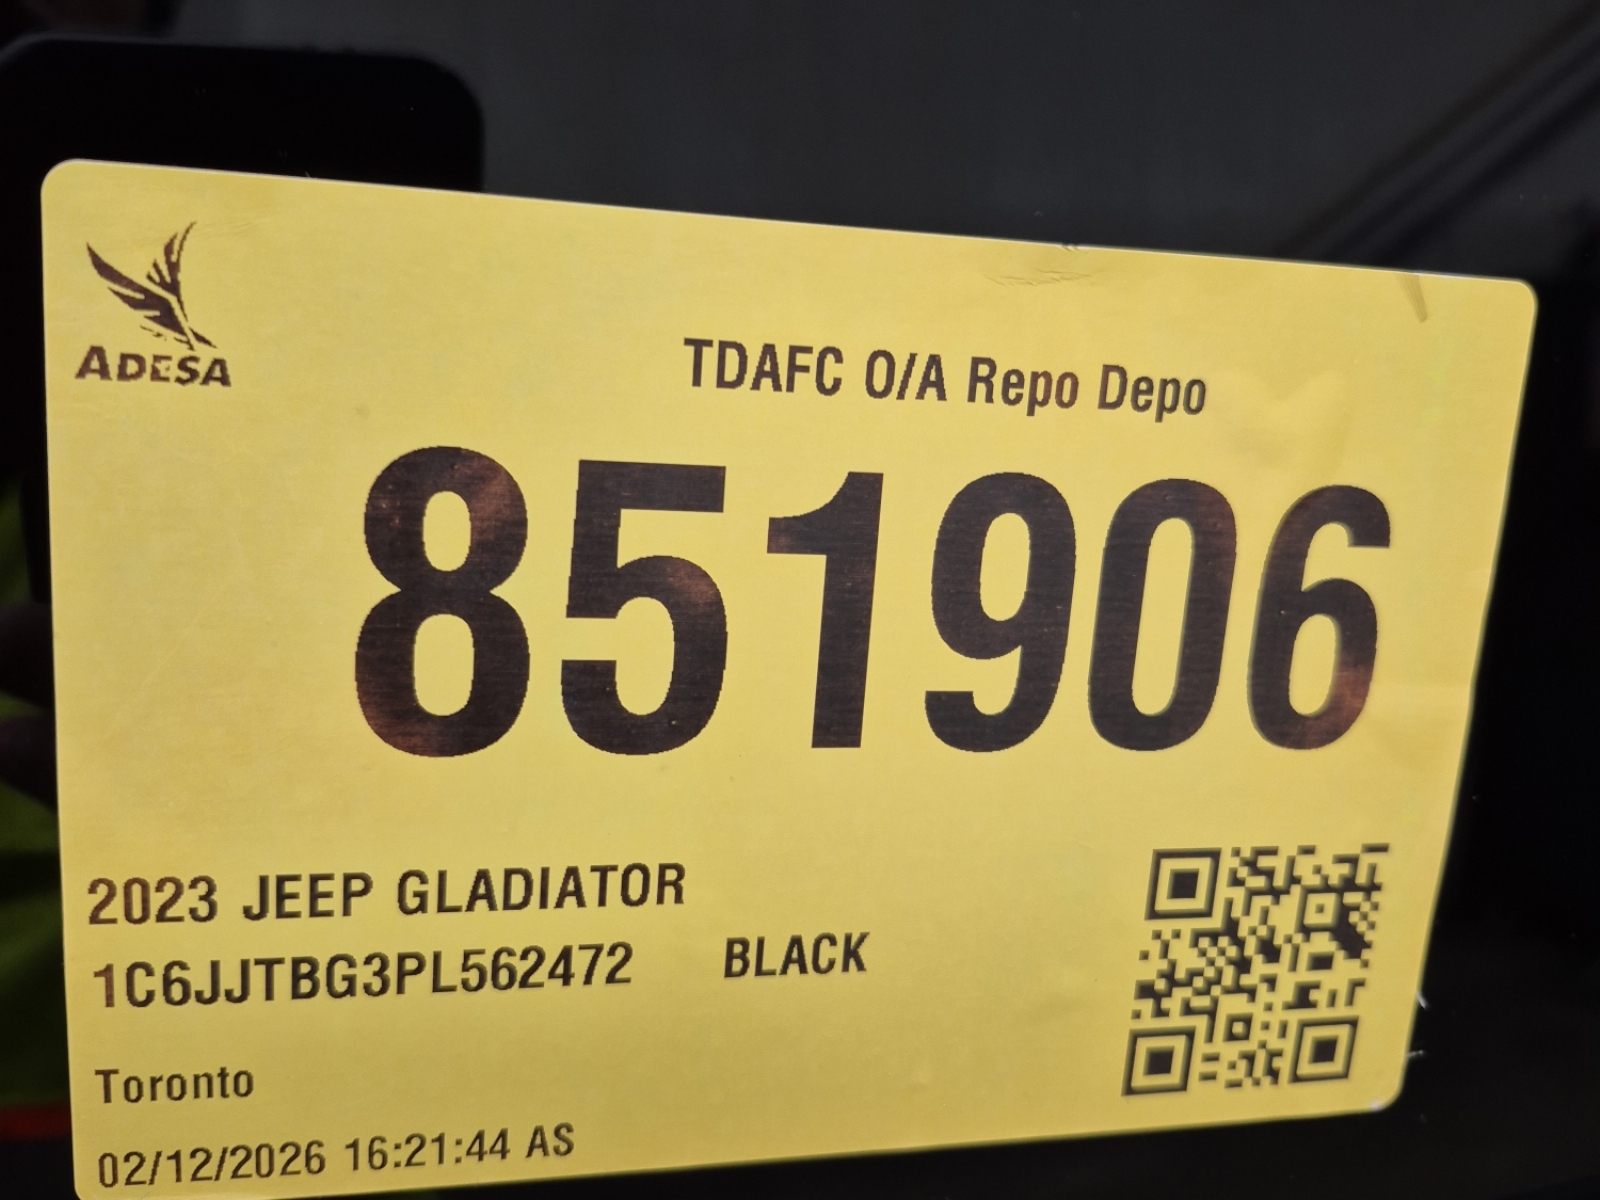 ADESA
TDAFC O/A Repo Depo
851906
2023 JEEP GLADIATOR
1C6JJTBG3PL562472 BLACK
Toronto
02/12/2026 16:21:44 AS